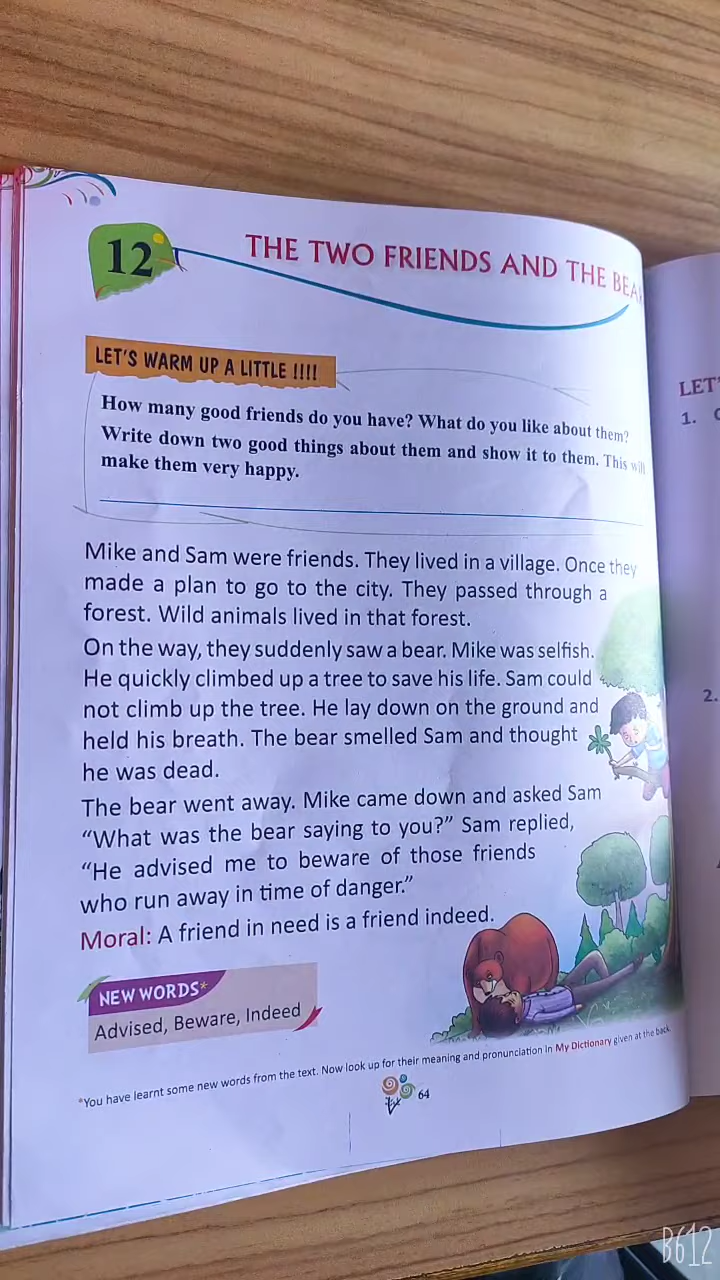 12
THE TWO FRIENDS AND THE BEA
LET'S WARM UP A LITTLE !!!!
How many good friends do you have? What do you like about them?
Write down two good things about them and show it to them. This will
make them very happy.
Mike and Sam were friends. They lived in a village. Once they
made a plan to go to the city. They passed through a
forest. Wild animals lived in that forest.
On the way, they suddenly saw a bear. Mike was selfish.
He quickly climbed up a tree to save his life. Sam could
not climb up the tree. He lay down on the ground and
held his breath. The bear smelled Sam and thought
he was dead.
The bear went away. Mike came down and asked Sam
“What was the bear saying to you?” Sam replied,
“He advised me to beware of those friends
who run away in time of danger.”
Moral: A friend in need is a friend indeed.
NEW WORDS*
Advised, Beware, Indeed
*You have learnt some new words from the text. Now look up for their meaning and pronunciation in My Dictionary given at the back
64
LET'
1.
2.
B612